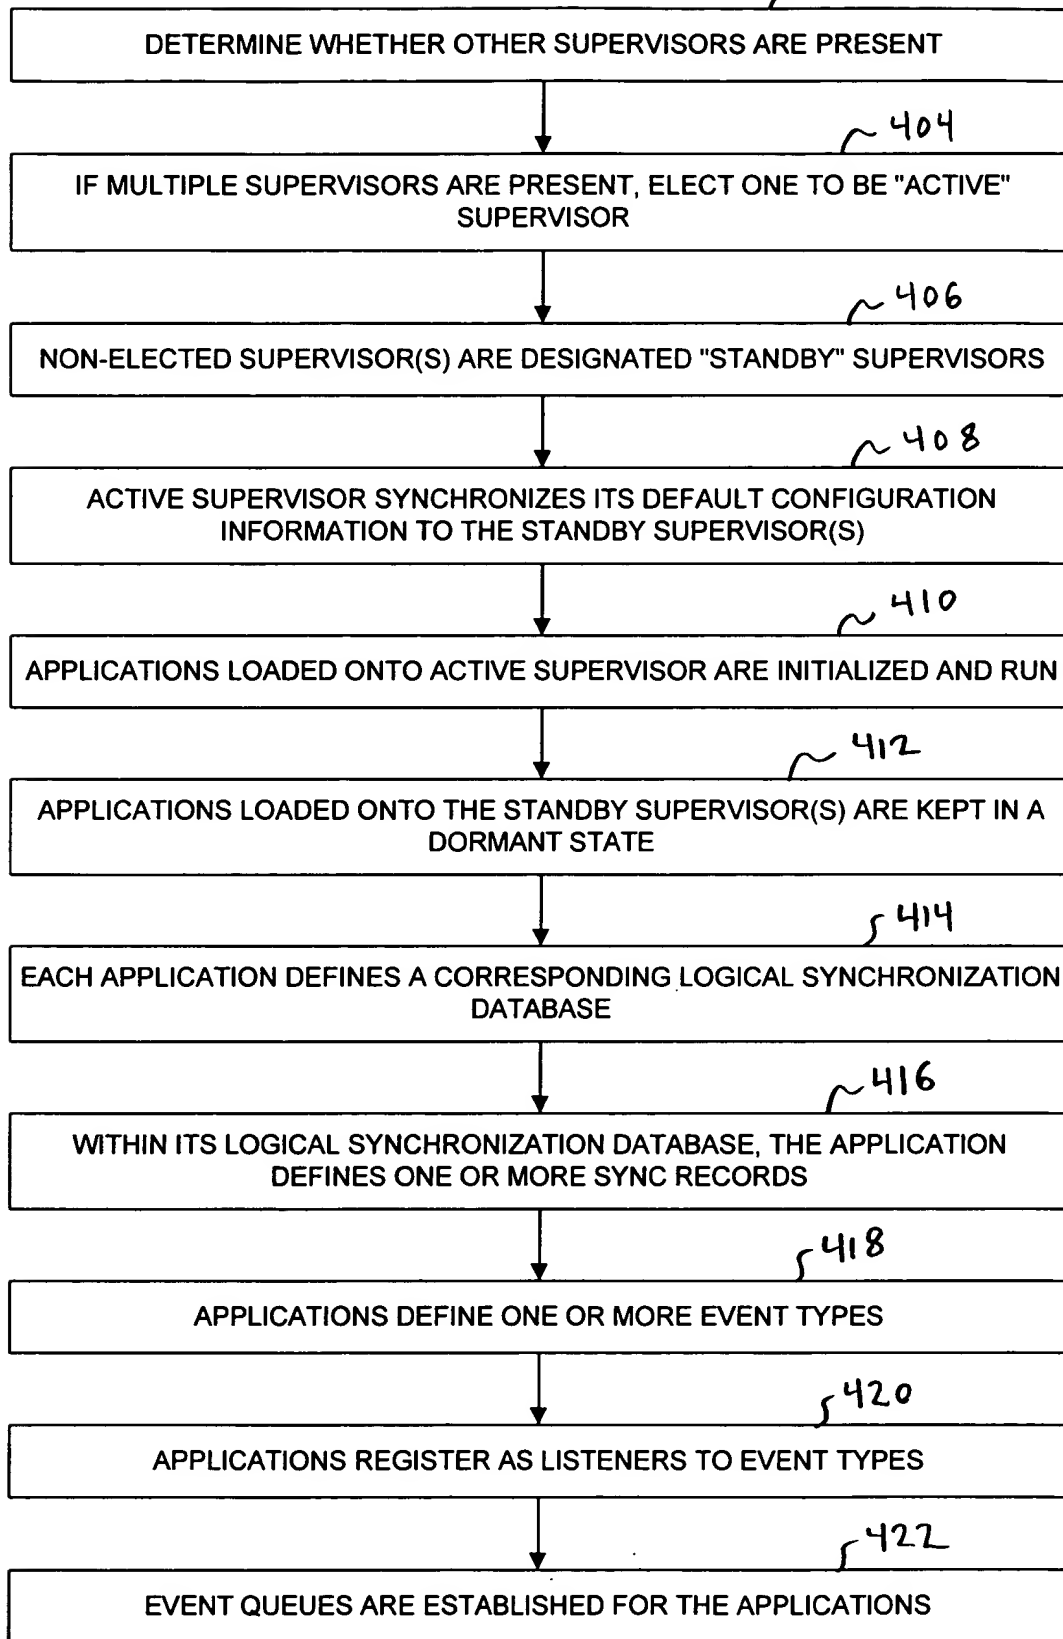 DETERMINE WHETHER OTHER SUPERVISORS ARE PRESENT
404
IF MULTIPLE SUPERVISORS ARE PRESENT, ELECT ONE TO BE "ACTIVE"
SUPERVISOR
406
NON-ELECTED SUPERVISOR(S) ARE DESIGNATED "STANDBY" SUPERVISORS
408
ACTIVE SUPERVISOR SYNCHRONIZES ITS DEFAULT CONFIGURATION
INFORMATION TO THE STANDBY SUPERVISOR(S)
410
APPLICATIONS LOADED ONTO ACTIVE SUPERVISOR ARE INITIALIZED AND RUN
412
APPLICATIONS LOADED ONTO THE STANDBY SUPERVISOR(S) ARE KEPT IN A
DORMANT STATE
414
EACH APPLICATION DEFINES A CORRESPONDING LOGICAL SYNCHRONIZATION
DATABASE
416
WITHIN ITS LOGICAL SYNCHRONIZATION DATABASE, THE APPLICATION
DEFINES ONE OR MORE SYNC RECORDS
418
APPLICATIONS DEFINE ONE OR MORE EVENT TYPES
420
APPLICATIONS REGISTER AS LISTENERS TO EVENT TYPES
422
EVENT QUEUES ARE ESTABLISHED FOR THE APPLICATIONS